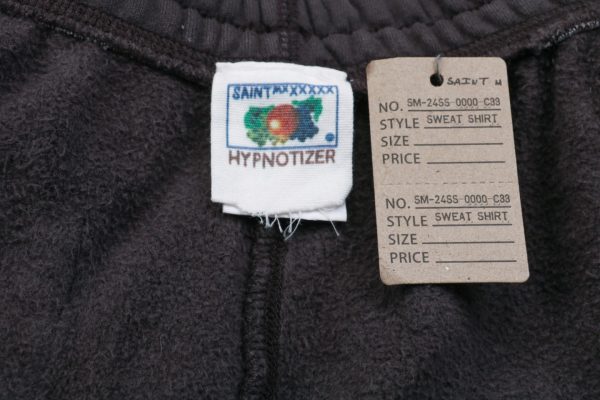 SAINT MXXXXXX
HYPNOTIZER
SAINT M
NO. SM-24SS-0000-C33
STYLE SWEAT SHIRT
SIZE
PRICE
NO. SM-24SS-0000-C33
STYLE SWEAT SHIRT
SIZE
PRICE